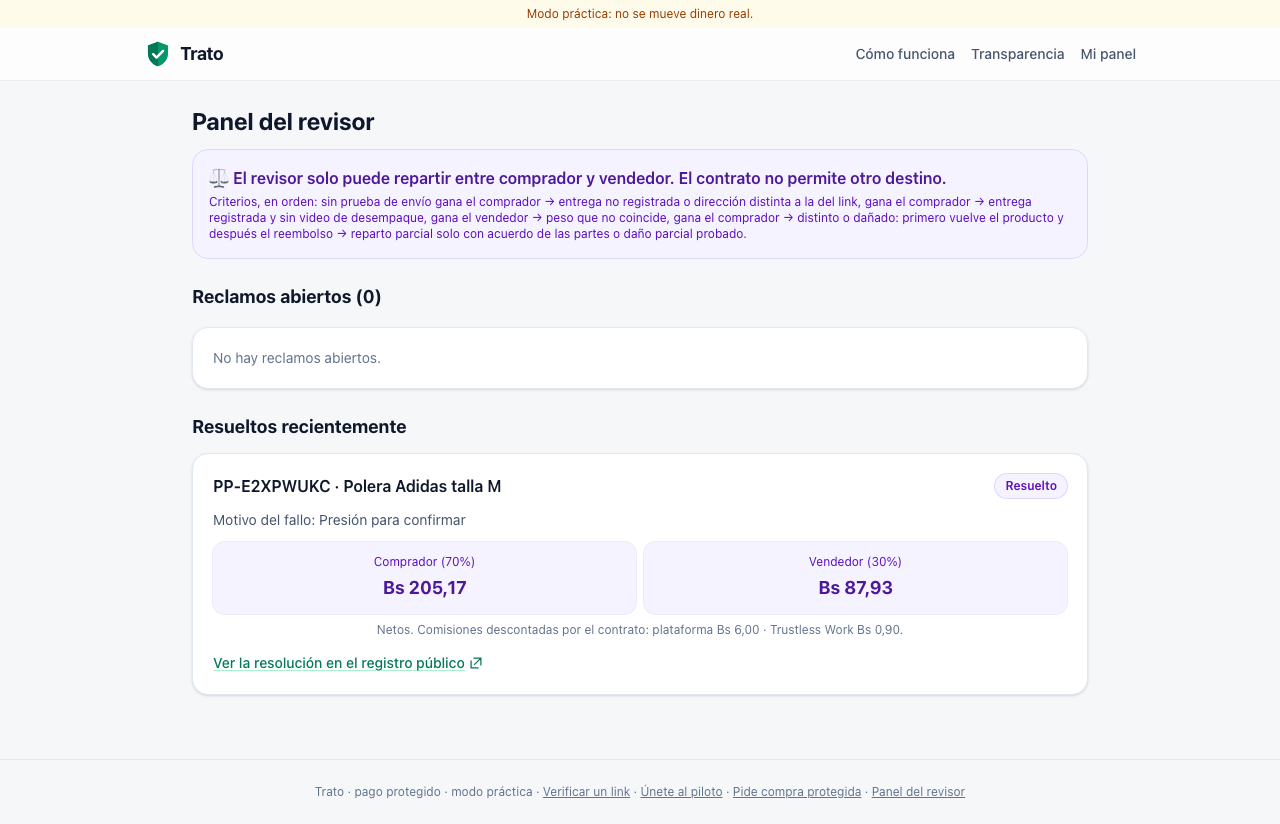 Modo práctica: no se mueve dinero real.
Trato
Cómo funciona Transparencia Mi panel
Panel del revisor
⚖️ El revisor solo puede repartir entre comprador y vendedor. El contrato no permite otro destino.
Criterios, en orden: sin prueba de envío gana el comprador → entrega no registrada o dirección distinta a la del link, gana el comprador → entrega
registrada y sin video de desempaque, gana el vendedor → peso que no coincide, gana el comprador → distinto o dañado: primero vuelve el producto y
después el reembolso → reparto parcial solo con acuerdo de las partes o daño parcial probado.
Reclamos abiertos (0)
No hay reclamos abiertos.
Resueltos recientemente
PP-E2XPWUKC · Polera Adidas talla M
Resuelto
Motivo del fallo: Presión para confirmar
Comprador (70%)
Bs 205,17
Vendedor (30%)
Bs 87,93
Netos. Comisiones descontadas por el contrato: plataforma Bs 6,00 · Trustless Work Bs 0,90.
Ver la resolución en el registro público
Trato · pago protegido · modo práctica · Verificar un link · Únete al piloto · Pide compra protegida · Panel del revisor